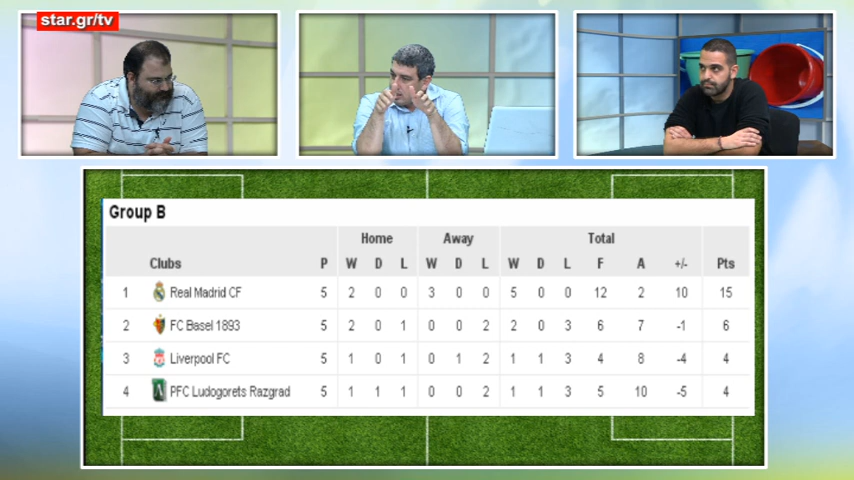 star.gr/tv
Group B
Home Away Total
Clubs P W D L W D L W D L F A +/- Pts
1 Real Madrid CF 5 2 0 0 3 0 0 5 0 0 12 2 10 15
2 FC Basel 1893 5 2 0 1 0 0 2 2 0 3 6 7 -1 6
3 Liverpool FC 5 1 0 1 0 1 2 1 1 3 4 8 -4 4
4 PFC Ludogorets Razgrad 5 1 1 1 0 0 2 1 1 3 5 10 -5 4